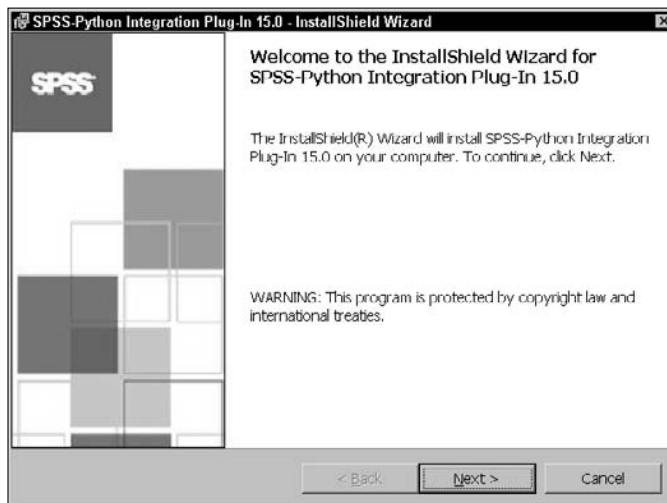 SPSS-Python Integration Plug-In 15.0 - InstallShield Wizard
SPSS
Welcome to the InstallShield Wizard for
SPSS-Python Integration Plug-In 15.0
The InstallShield(R) Wizard will install SPSS-Python Integration
Plug-In 15.0 on your computer. To continue, click Next.
WARNING: This program is protected by copyright law and
international treaties.
< Back
Next >
Cancel